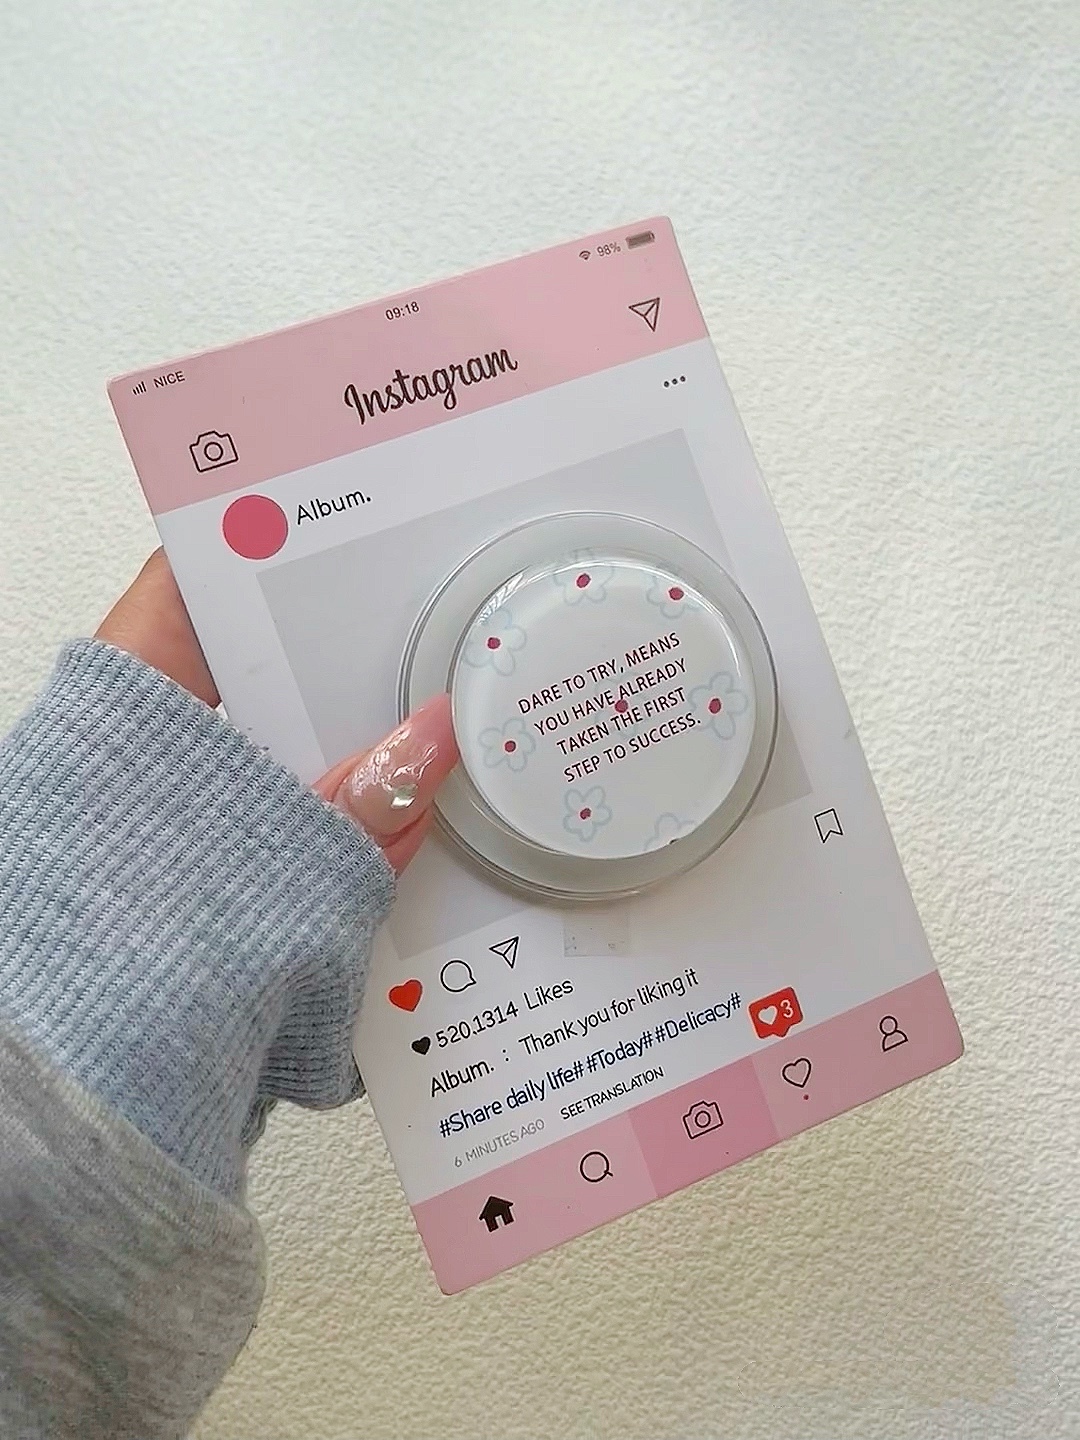 NICE
09:18
98%
Instagram
Album.
DARE TO TRY, MEANS
YOU HAVE ALREADY
TAKEN THE FIRST
STEP TO SUCCESS.
520.1314 Likes
Album. : Thank you for liking it
#Share daily life# #Today# #Delicacy#
3
6 MINUTES AGO SEE TRANSLATION